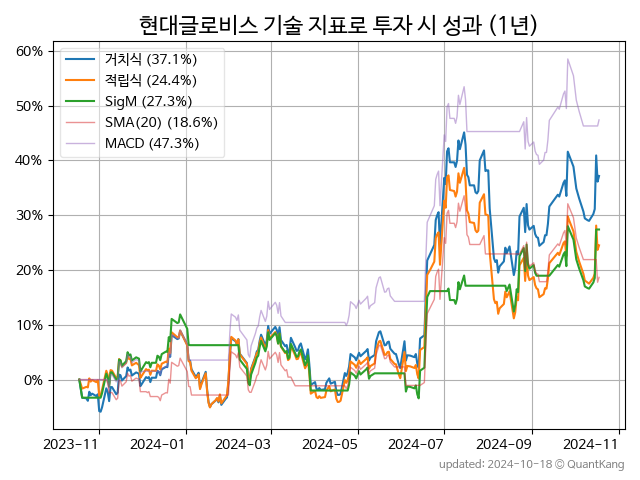 현대글로비스 기술 지표로 투자 시 성과 (1년)
거치식 (37.1%)
적립식 (24.4%)
SigM (27.3%)
SMA(20) (18.6%)
MACD (47.3%)
60%
50%
40%
30%
20%
10%
0%
2023-11
2024-01
2024-03
2024-05
2024-07
2024-09
2024-11
updated: 2024-10-18 © QuantKang